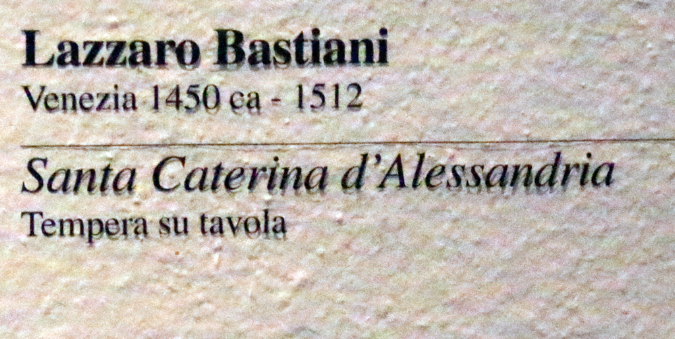 Lazzaro Bastiani
Venezia 1450 ca - 1512
Santa Caterina d'Alessandria
Tempera su tavola